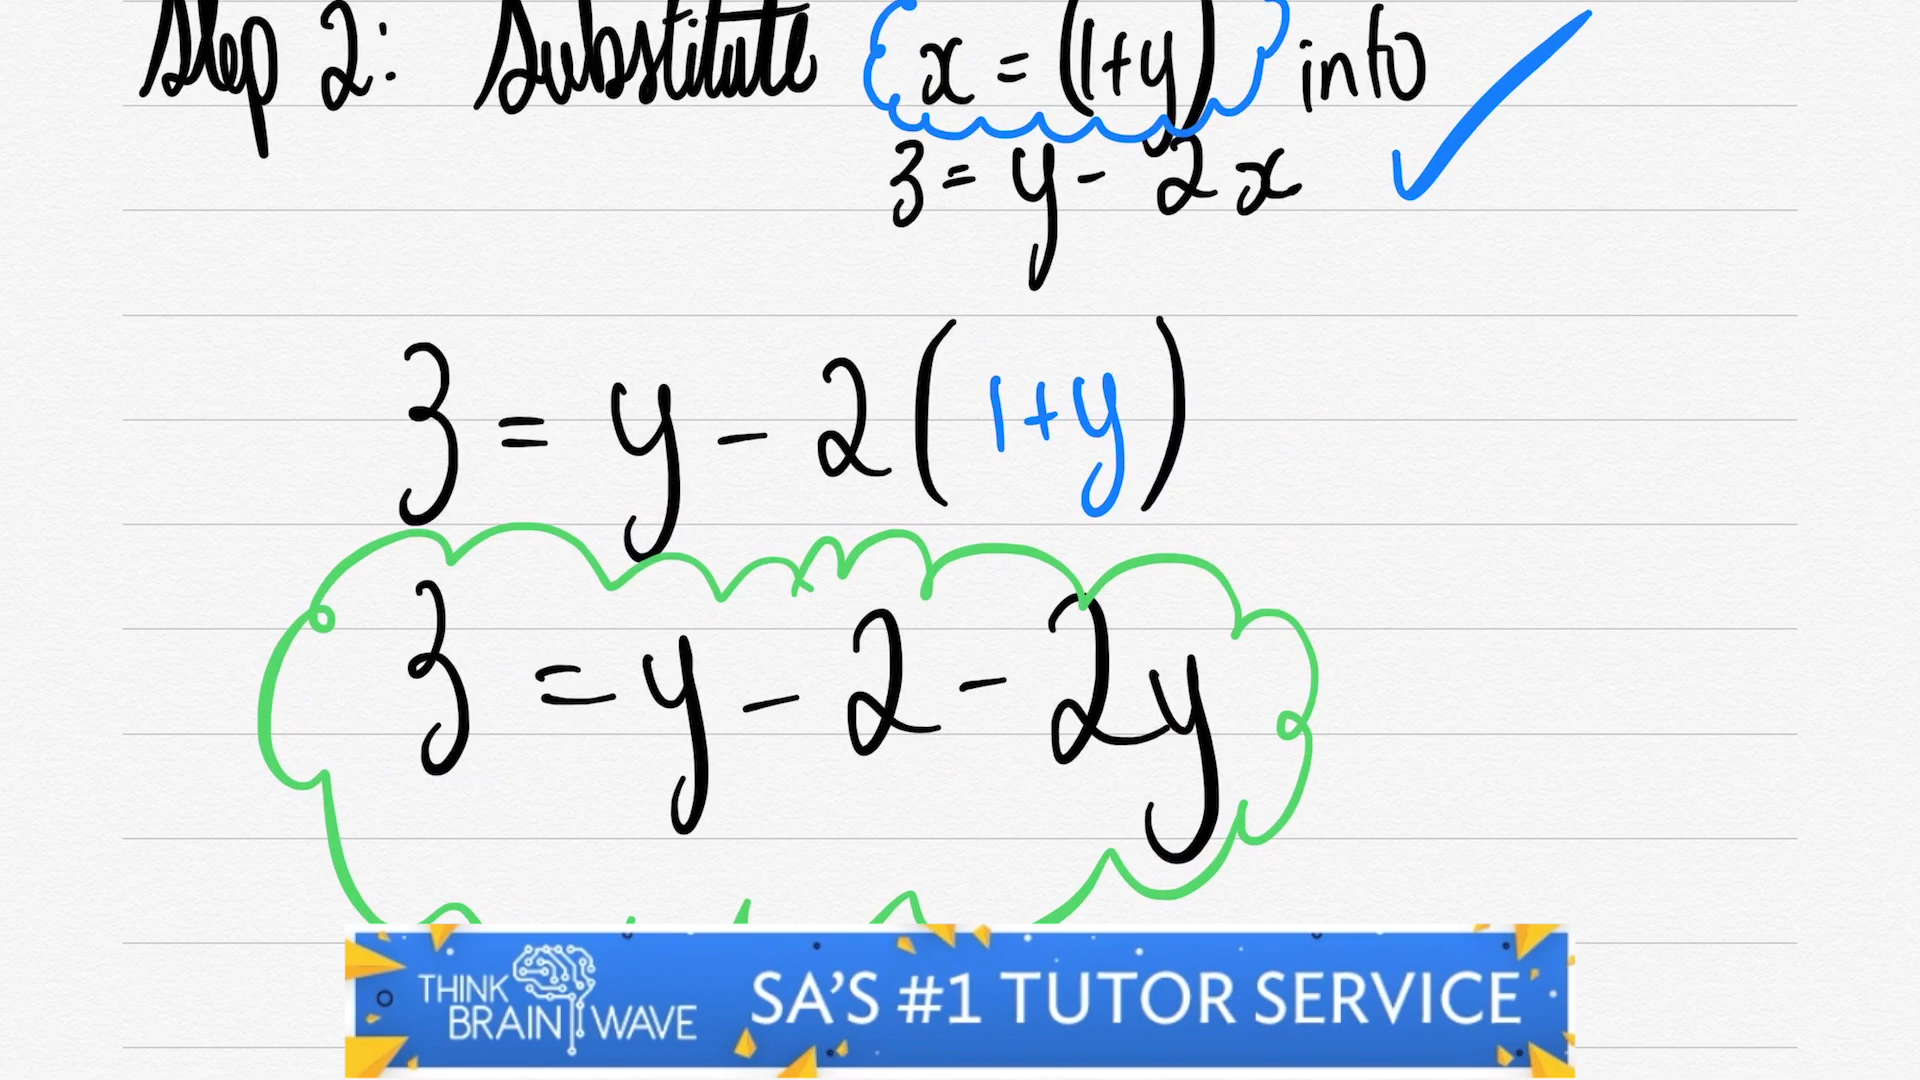 Step 2: Substitute x = (1+y) into
3 = y - 2x
3 = y - 2(1+y)
3 = y - 2 - 2y
THINK
BRAIN WAVE
SA'S #1 TUTOR SERVICE